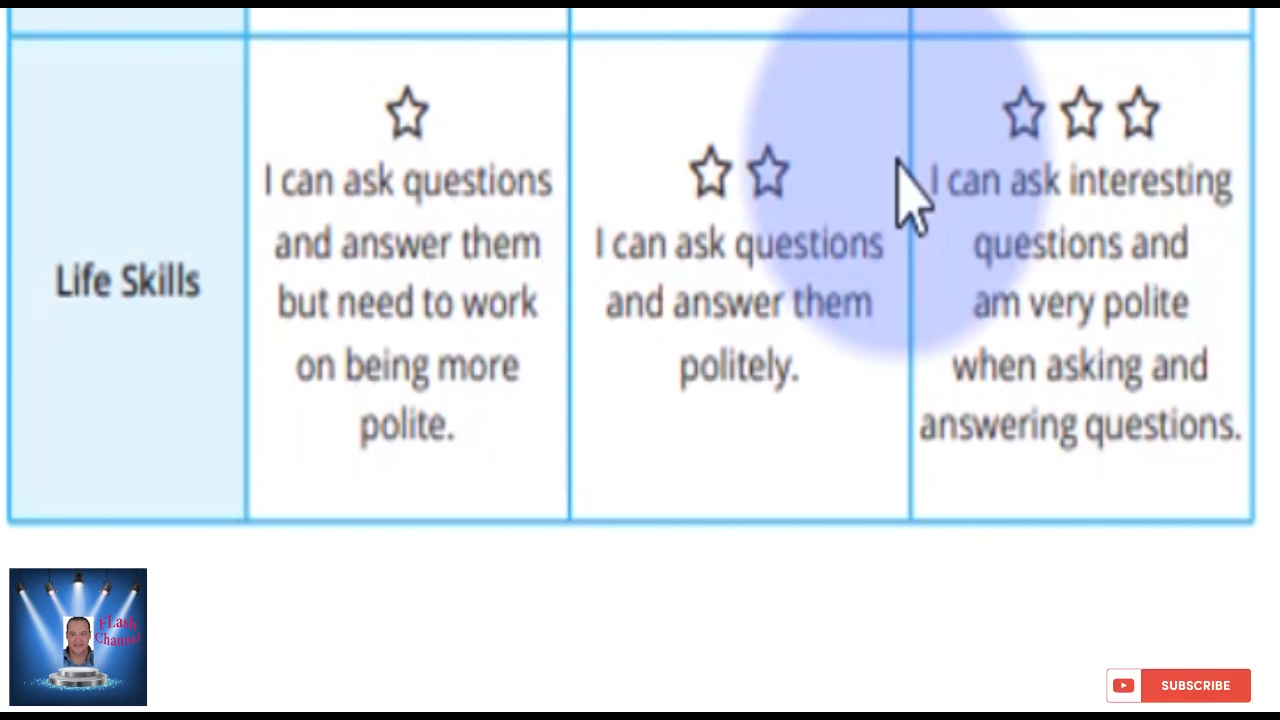 Life Skills
I can ask questions
and answer them
but need to work
on being more
polite.
I can ask questions
and answer them
politely.
I can ask interesting
questions and
am very polite
when asking and
answering questions.
FLash
Channel
SUBSCRIBE